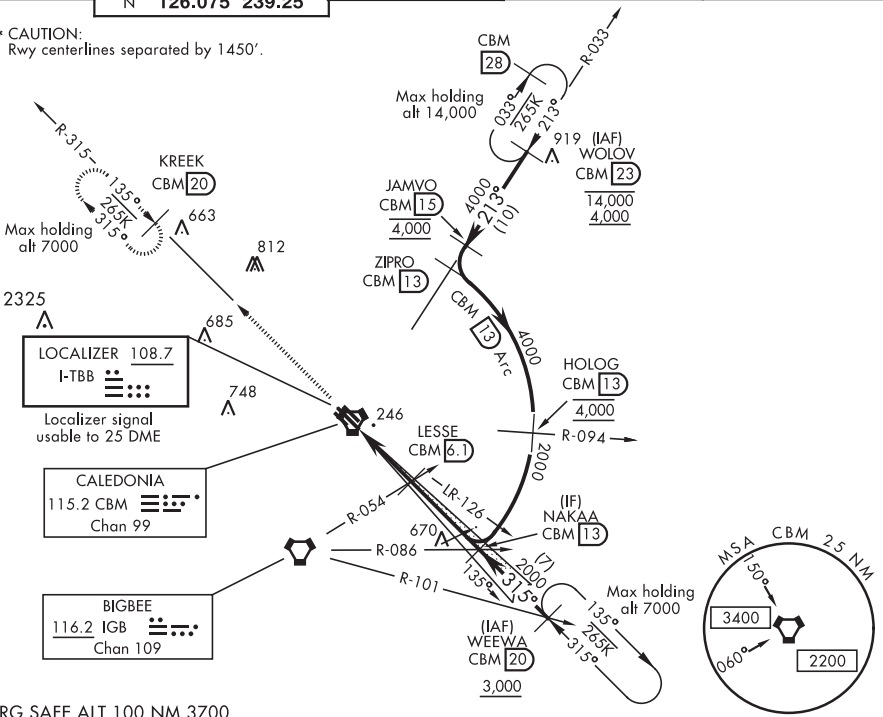 N 126.075 239.25
* CAUTION:
Rwy centerlines separated by 1450'.
CBM
28
R-033
Max holding
alt 14,000
033°
265K
213°
919
(IAF)
WOLOV
CBM 23
14,000
4,000
R-315
KREEK
CBM 20
135°
265K
315°
663
Max holding
alt 7000
JAMVO
CBM 15
4,000
4000
213°
(10)
812
ZIPRO
CBM 13
CBM 13 Arc
4000
2325
685
LOCALIZER 108.7
I-TBB
Localizer signal
usable to 25 DME
748
HOLOG
CBM 13
4,000
246
LESSE
CBM 6.1
R-094
2000
CALEDONIA
115.2 CBM
Chan 99
R-054
LR-126
(IF)
NAKAA
CBM 13
670
R-086
(7)
2000
315°
135°
R-101
BIGBEE
116.2 IGB
Chan 109
Max holding
alt 7000
135°
265K
315°
(IAF)
WEEWA
CBM 20
3,000
MSA CBM 25 NM
150°
3400
060°
2200
RG SAFE ALT 100 NM 3700